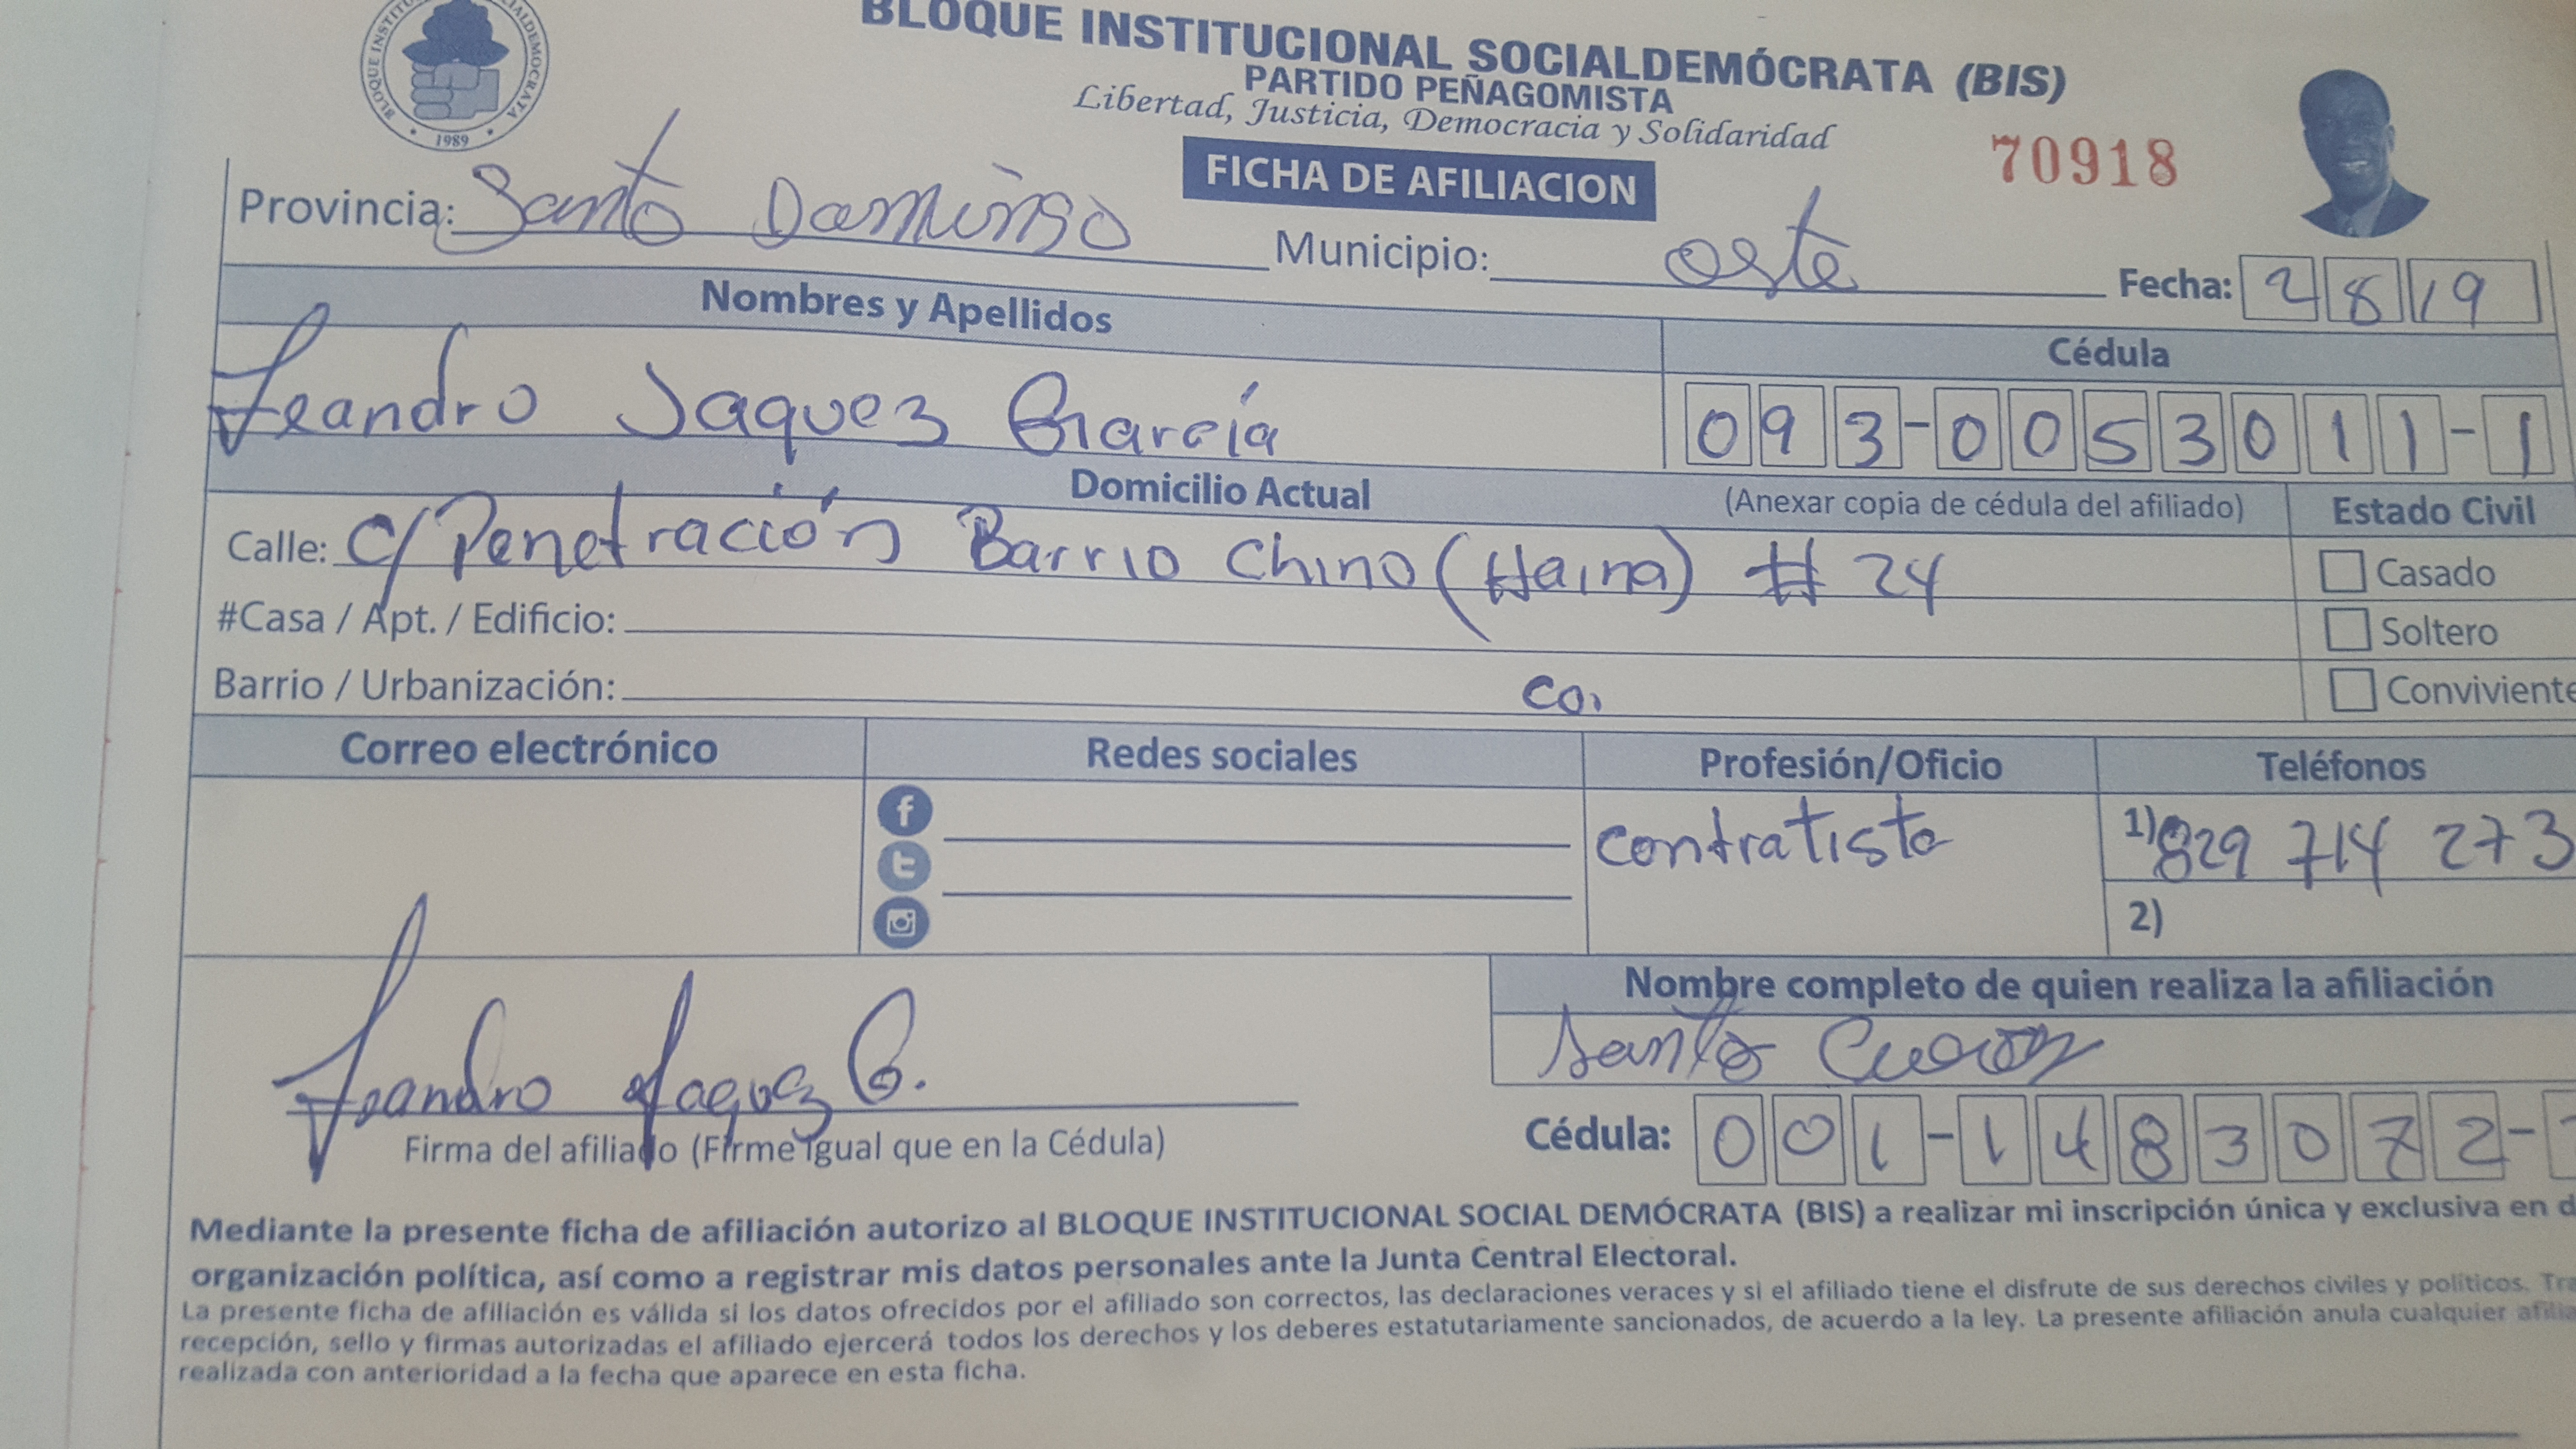 BLOQUE INSTITUCIONAL SOCIALDEMÓCRATA (BIS)
PARTIDO PEÑAGOMISTA
Libertad, Justicia, Democracia y Solidaridad
1989
FICHA DE AFILIACION
70918
Provincia: Santo Domingo
Municipio: oste
Fecha: 2 8 19
Nombres y Apellidos
Cédula
Leandro Jaquez García
093-0053011-1
Domicilio Actual (Anexar copia de cédula del afiliado)
Estado Civil
Calle: C/ Penetración Barrio Chino (Haina) # 24
Casado
#Casa / Apt. / Edificio:
Soltero
Barrio / Urbanización: co.
Conviviente
Correo electrónico Redes sociales Profesión/Oficio Teléfonos
contratista
1) 829 714 273
2)
Nombre completo de quien realiza la afiliación
Santo
Leandro Jaquez G.
Firma del afiliado (Firme igual que en la Cédula)
Cédula: 001-1483072-
Mediante la presente ficha de afiliación autorizo al BLOQUE INSTITUCIONAL SOCIAL DEMÓCRATA (BIS) a realizar mi inscripción única y exclusiva en
organización política, así como a registrar mis datos personales ante la Junta Central Electoral.
La presente ficha de afiliación es válida si los datos ofrecidos por el afiliado son correctos, las declaraciones veraces y si el afiliado tiene el disfrute de sus derechos civiles y políticos.
recepción, sello y firmas autorizadas el afiliado ejercerá todos los derechos y los deberes estatutariamente sancionados, de acuerdo a la ley. La presente afiliación anula cualquier
realizada con anterioridad a la fecha que aparece en esta ficha.